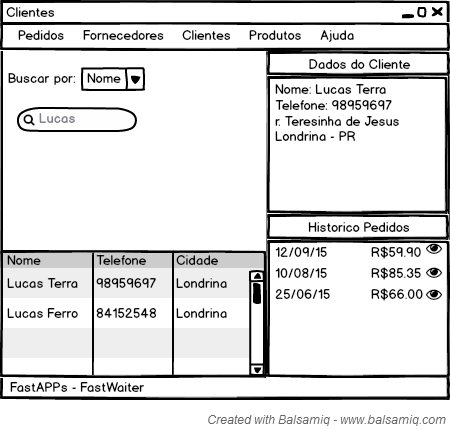 Clientes
Pedidos Fornecedores Clientes Produtos Ajuda
Buscar por: Nome
Lucas
Dados do Cliente
Nome: Lucas Terra
Telefone: 98959697
r. Teresinha de Jesus
Londrina - PR
Historico Pedidos
12/09/15 R$59.90
10/08/15 R$85.35
25/06/15 R$66.00
Nome Telefone Cidade
Lucas Terra 98959697 Londrina
Lucas Ferro 84152548 Londrina
FastAPPs - FastWaiter
Created with Balsamiq - www.balsamiq.com